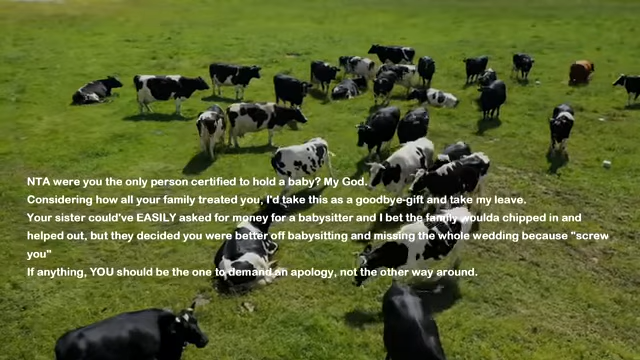 NTA were you the only person certified to hold a baby? My God.
Considering how all your family treated you, I'd take this as a goodbye-gift and take my leave.
Your sister could've EASILY asked for money for a babysitter and I bet the family woulda chipped in and
helped out, but they decided you were better off babysitting and missing the whole wedding because "screw
you"
If anything, YOU should be the one to demand an apology, not the other way around.